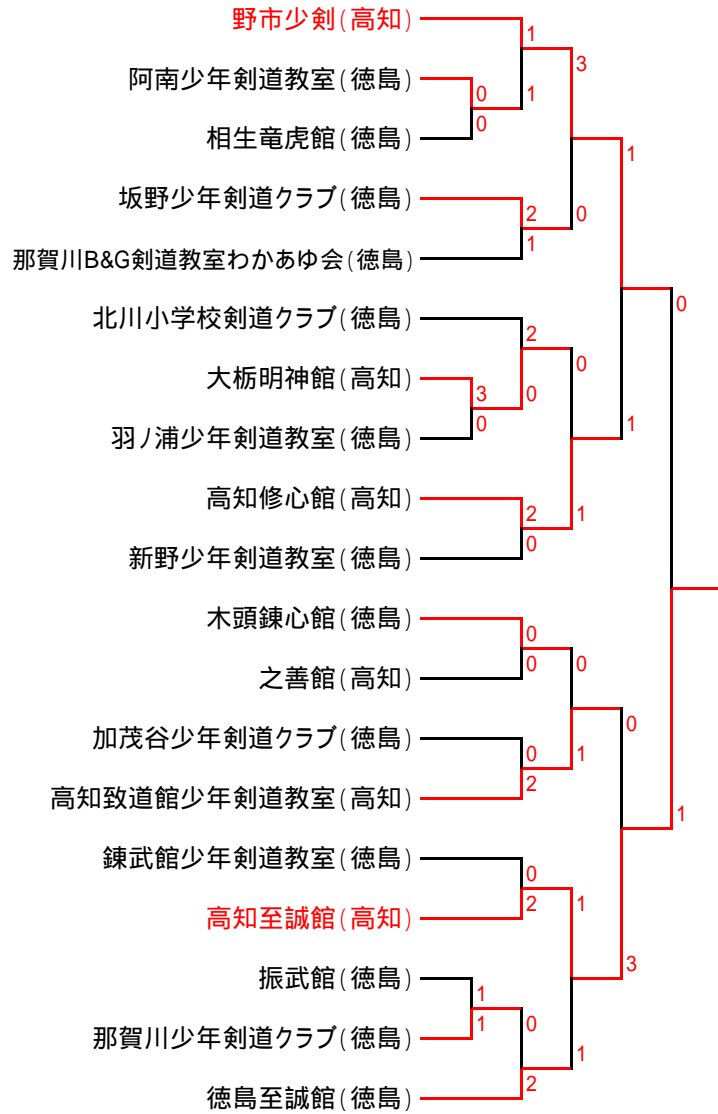 野市少剣(高知)
1
3
阿南少年剣道教室(徳島)
0
1
0
相生竜虎館(徳島)
1
坂野少年剣道クラブ(徳島)
2
0
1
那賀川B&G剣道教室わかあゆ会(徳島)
0
北川小学校剣道クラブ(徳島)
2
0
大栃明神館(高知)
3
0
0
1
羽ノ浦少年剣道教室(徳島)
高知修心館(高知)
2
1
0
新野少年剣道教室(徳島)
木頭錬心館(徳島)
0
0
0
之善館(高知)
0
加茂谷少年剣道クラブ(徳島)
0
1
2
高知致道館少年剣道教室(高知)
1
錬武館少年剣道教室(徳島)
0
2
1
高知至誠館(高知)
3
振武館(徳島)
1
1
0
那賀川少年剣道クラブ(徳島)
1
2
徳島至誠館(徳島)